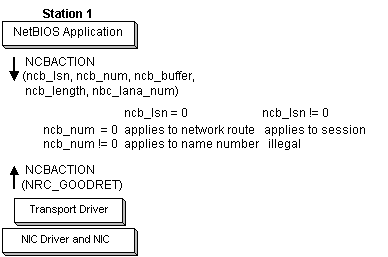 Station 1
NetBIOS Application
NCBACTION
(ncb_lsn, ncb_num, ncb_buffer,
ncb_length, nbc_lana_num)
ncb_lsn = 0 ncb_lsn != 0
ncb_num = 0 applies to network route applies to session
ncb_num != 0 applies to name number illegal
NCBACTION
(NRC_GOODRET)
Transport Driver
NIC Driver and NIC